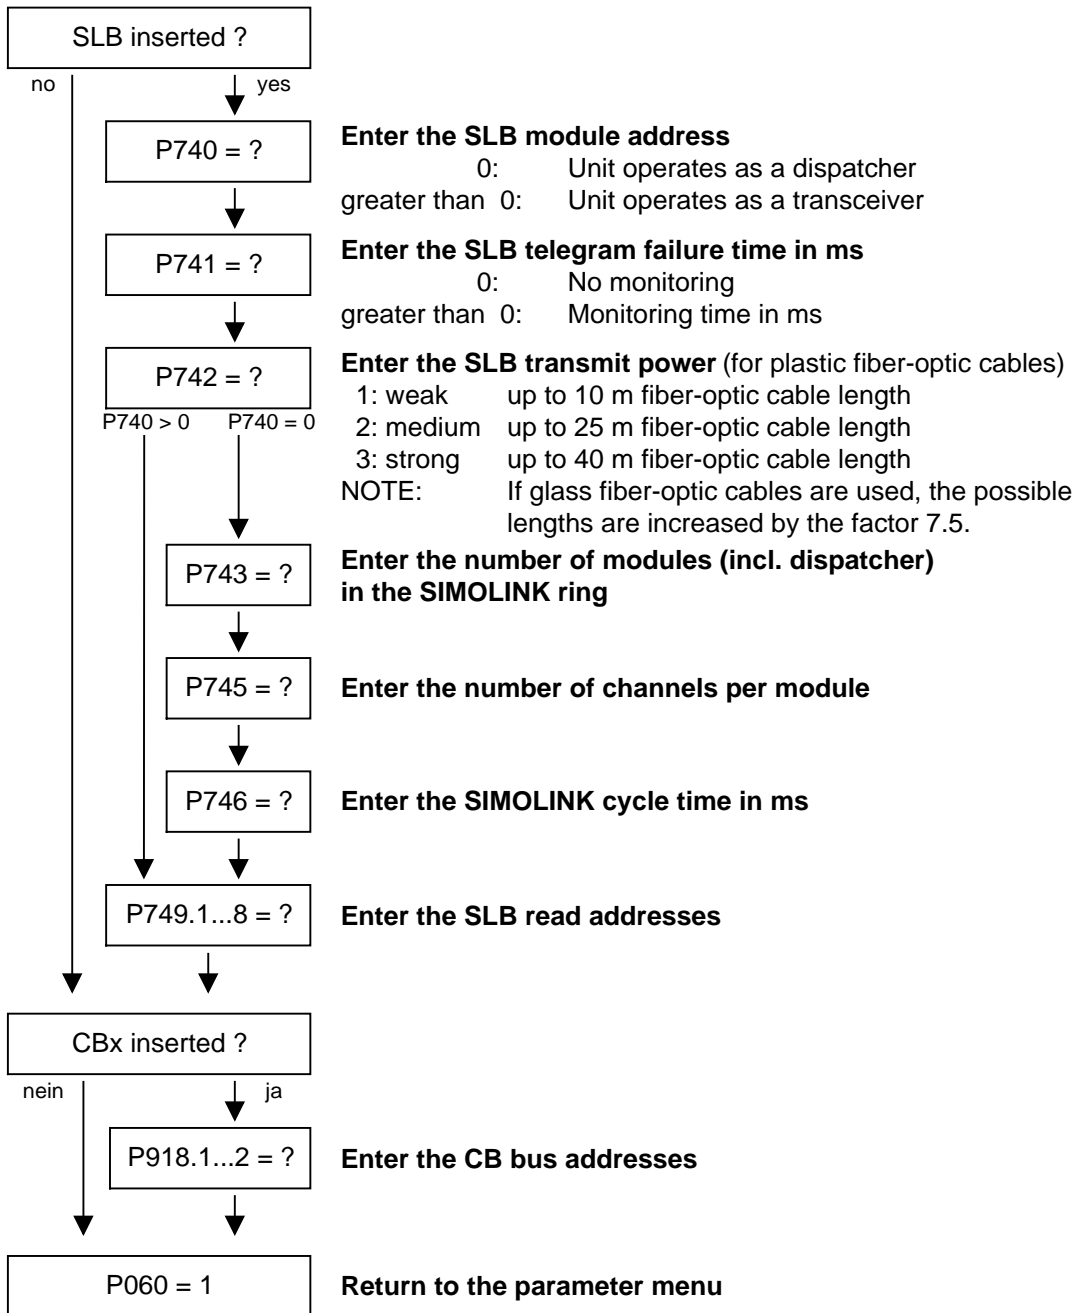 SLB inserted ?
no yes
P740 = ? Enter the SLB module address
0: Unit operates as a dispatcher
greater than 0: Unit operates as a transceiver
P741 = ? Enter the SLB telegram failure time in ms
0: No monitoring
greater than 0: Monitoring time in ms
P742 = ? Enter the SLB transmit power (for plastic fiber-optic cables)
1: weak up to 10 m fiber-optic cable length
P740 > 0 P740 = 0 2: medium up to 25 m fiber-optic cable length
3: strong up to 40 m fiber-optic cable length
NOTE: If glass fiber-optic cables are used, the possible
lengths are increased by the factor 7.5.
P743 = ? Enter the number of modules (incl. dispatcher)
in the SIMOLINK ring
P745 = ? Enter the number of channels per module
P746 = ? Enter the SIMOLINK cycle time in ms
P749.1...8 = ? Enter the SLB read addresses
CBx inserted ?
nein ja
P918.1...2 = ? Enter the CB bus addresses
P060 = 1 Return to the parameter menu